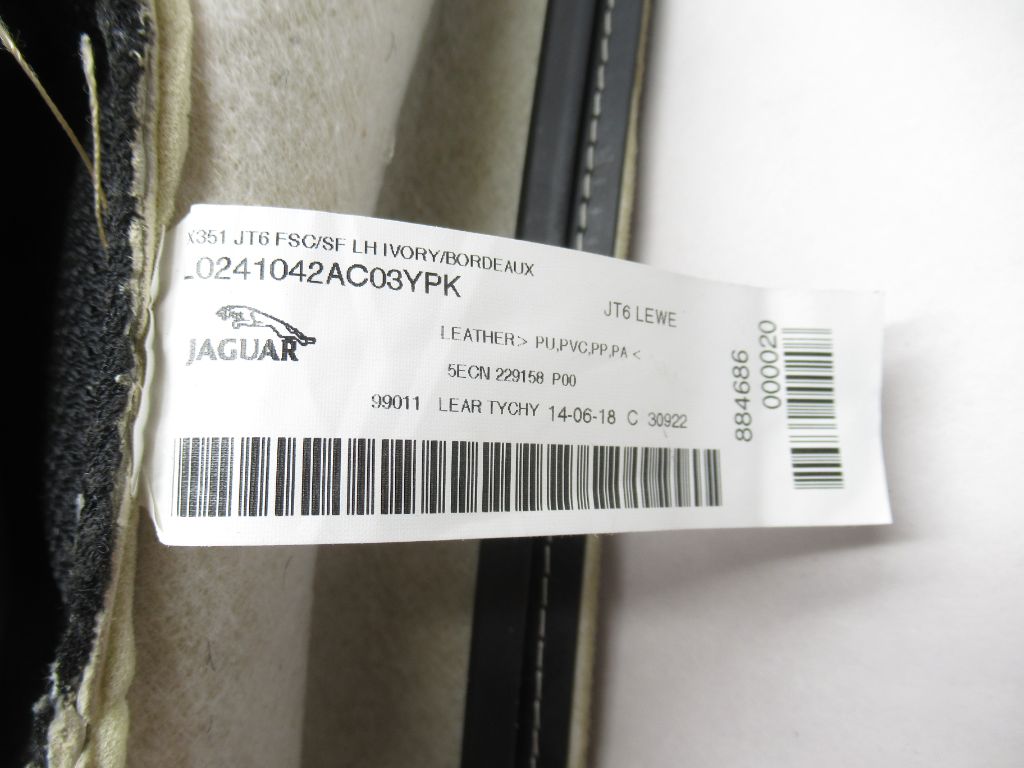 X351 JT6 FSC/SF LH IVORY/BORDEAUX
L0241042AC03YPK
JT6 LEWE
JAGUAR
LEATHER> PU,PVC,PP,PA <
5ECN 229158 P00
99011 LEAR TYCHY 14-06-18 C 30922
884686
000020